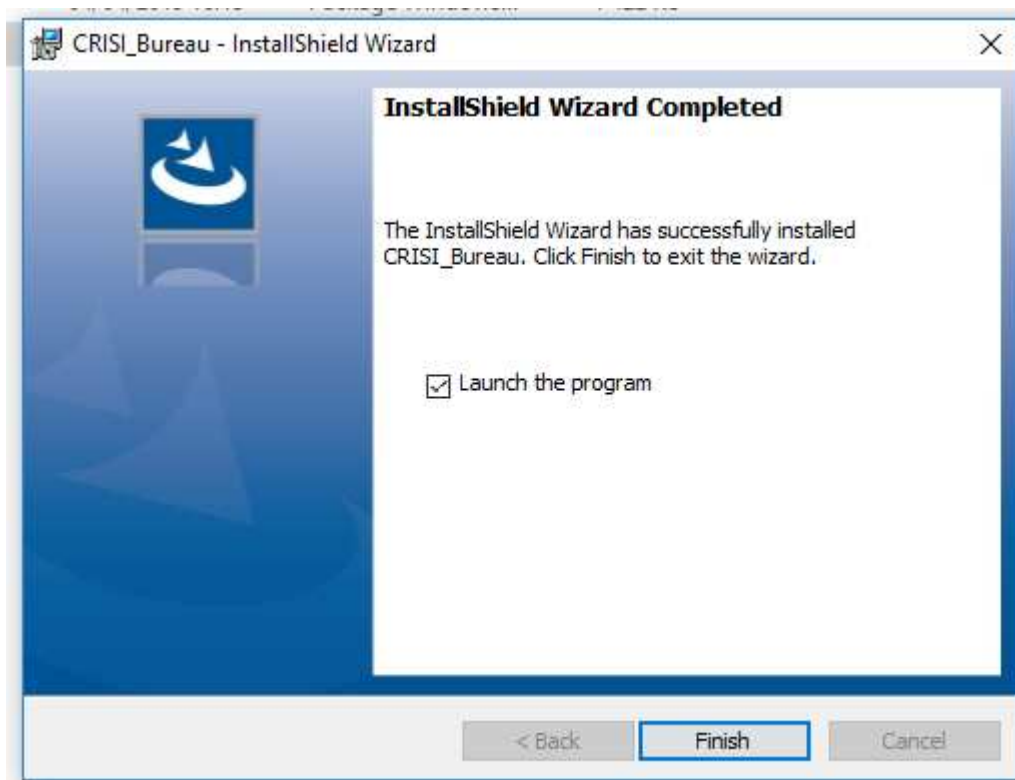 CRISI_Bureau - InstallShield Wizard
InstallShield Wizard Completed
The InstallShield Wizard has successfully installed
CRISI_Bureau. Click Finish to exit the wizard.
Launch the program
< Back
Finish
Cancel